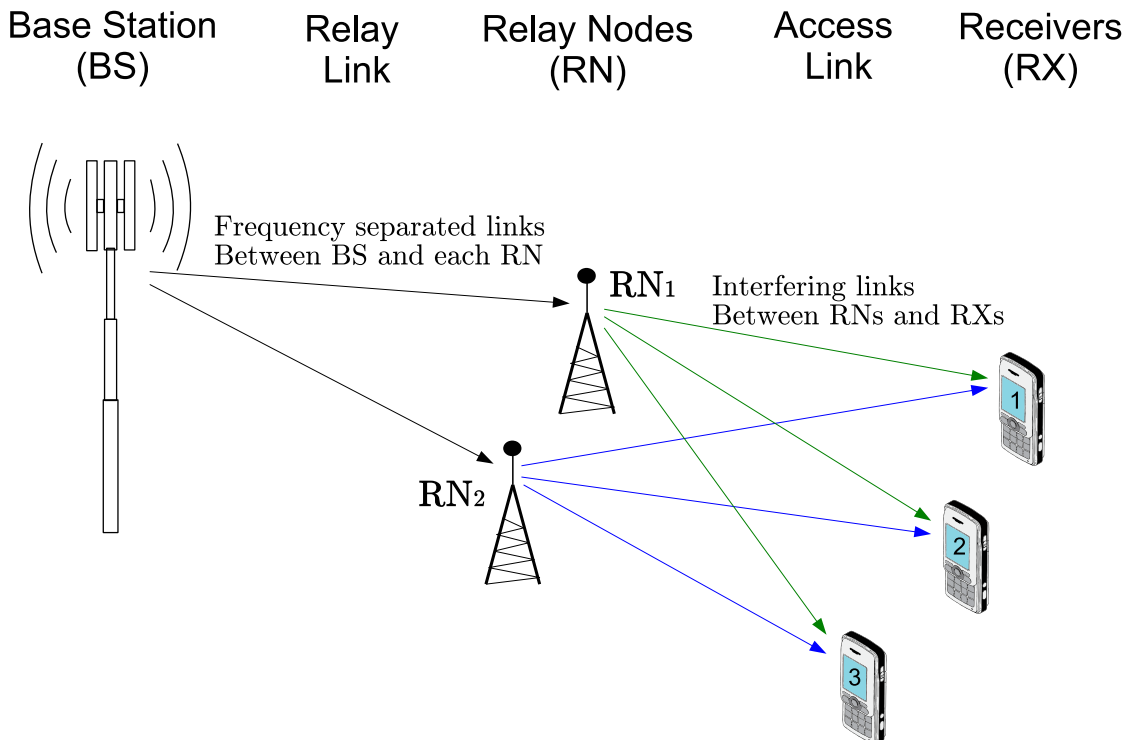 Base Station
(BS)
Relay
Link
Relay Nodes
(RN)
Access
Link
Receivers
(RX)
Frequency separated links
Between BS and each RN
RN1
Interfering links
Between RNs and RXs
1
RN2
2
3